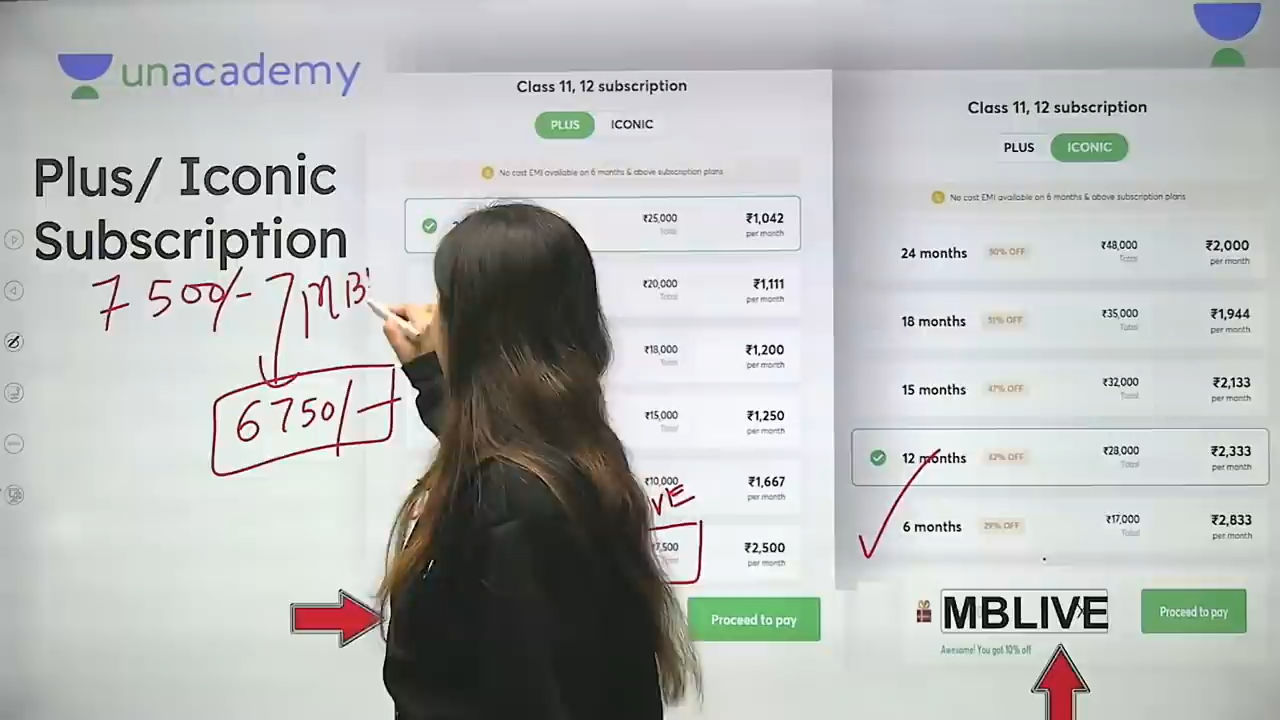 unacademy
Plus/ Iconic
Subscription
7500/-
MB
6750/-
Class 11, 12 subscription
PLUS
ICONIC
No cost EMI available on 6 months & above subscription plans
₹25,000
Total
₹1,042
per month
₹20,000
Total
₹1,111
per month
₹18,000
Total
₹1,200
per month
₹15,000
Total
₹1,250
per month
₹10,000
Total
₹1,667
per month
VE
₹7,500
₹2,500
per month
Proceed to pay
Class 11, 12 subscription
PLUS
ICONIC
No cost EMI available on 6 months & above subscription plans
24 months 50% OFF ₹48,000 ₹2,000
Total per month
18 months 51% OFF ₹35,000 ₹1,944
Total per month
15 months 47% OFF ₹32,000 ₹2,133
Total per month
12 months 42% OFF ₹28,000 ₹2,333
Total per month
6 months 29% OFF ₹17,000 ₹2,833
Total per month
MBLIVE
Proceed to pay
Awesome! You got 10% off